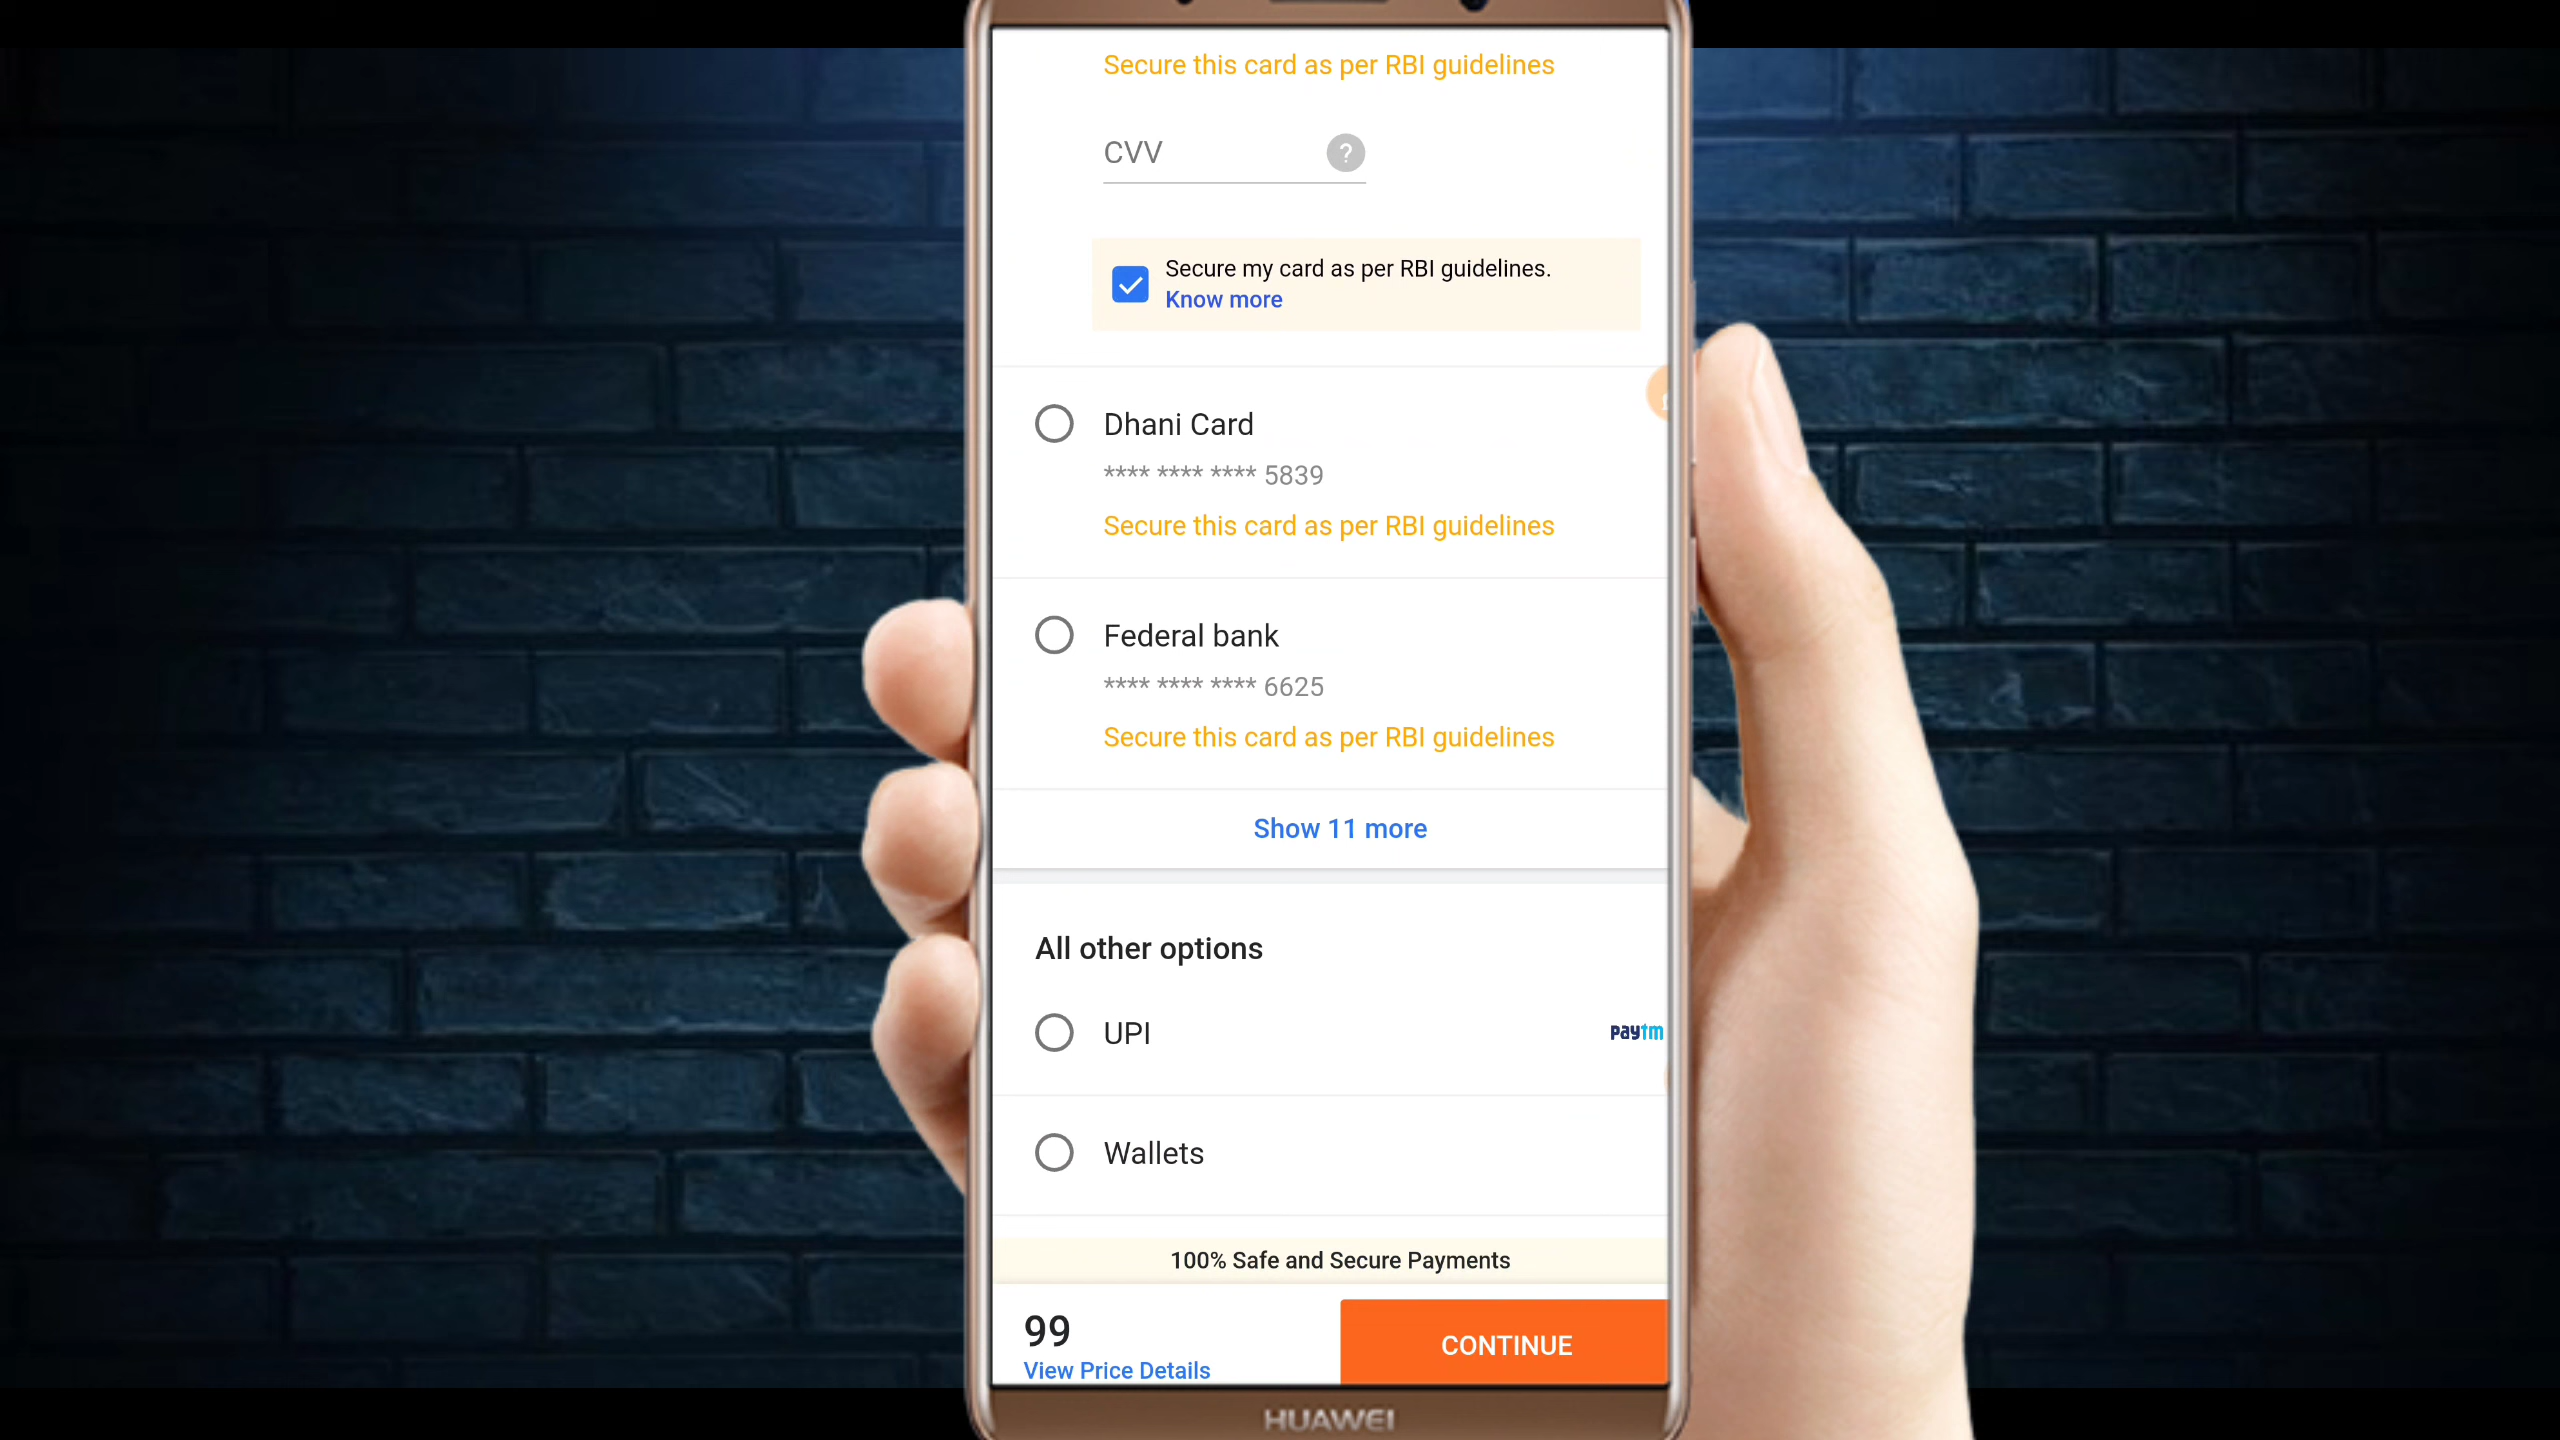 Secure this card as per RBI guidelines
CVV
?
Secure my card as per RBI guidelines.
Know more
Dhani Card
**** **** **** 5839
Secure this card as per RBI guidelines
Federal bank
**** **** **** 6625
Secure this card as per RBI guidelines
Show 11 more
All other options
UPI
paytm
Wallets
100% Safe and Secure Payments
99
View Price Details
CONTINUE
HUAWEI